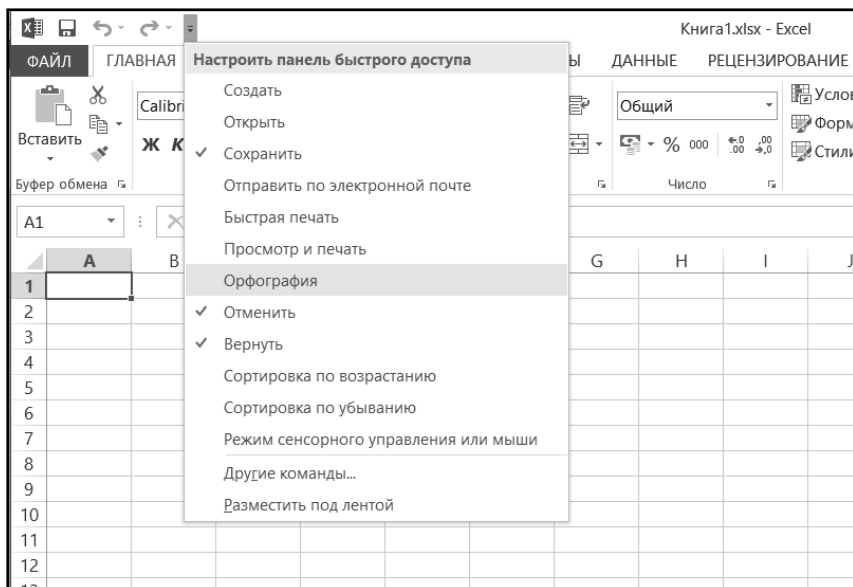 Книга1.xlsx - Excel
ФАЙЛ ГЛАВНАЯ ДАННЫЕ РЕЦЕНЗИРОВАНИЕ
Настроить панель быстрого доступа
Создать
Открыть
Сохранить
Отправить по электронной почте
Быстрая печать
Просмотр и печать
Орфография
Отменить
Вернуть
Сортировка по возрастанию
Сортировка по убыванию
Режим сенсорного управления или мыши
Другие команды...
Разместить под лентой
Вставить
Calibri
Ж К
Буфер обмена
Общий
% 000
Число
A1
A B G H I J
1
2
3
4
5
6
7
8
9
10
11
12